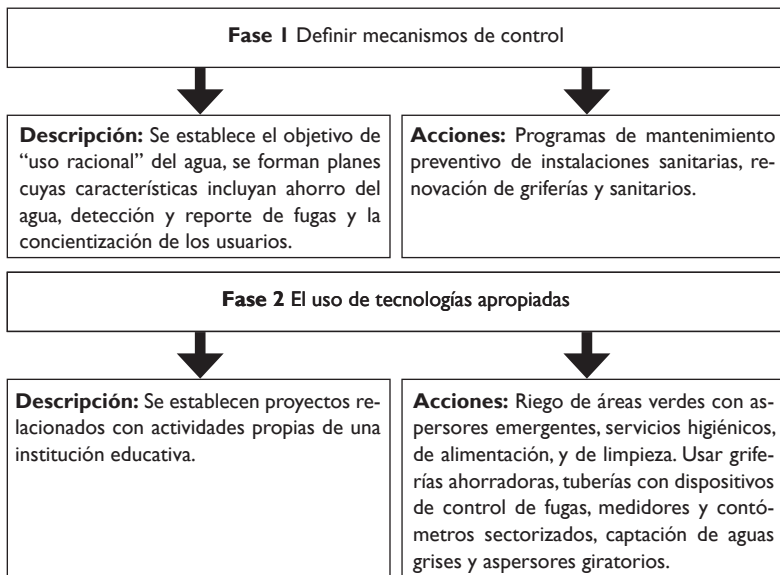 Fase 1 Definir mecanismos de control
Descripción: Se establece el objetivo de
“uso racional” del agua, se forman planes
cuyas características incluyan ahorro del
agua, detección y reporte de fugas y la
concientización de los usuarios.
Acciones: Programas de mantenimiento
preventivo de instalaciones sanitarias, re-
novación de griferías y sanitarios.
Fase 2 El uso de tecnologías apropiadas
Descripción: Se establecen proyectos re-
lacionados con actividades propias de una
institución educativa.
Acciones: Riego de áreas verdes con as-
persores emergentes, servicios higiénicos,
de alimentación, y de limpieza. Usar grife-
rías ahorradoras, tuberías con dispositivos
de control de fugas, medidores y contó-
metros sectorizados, captación de aguas
grises y aspersores giratorios.